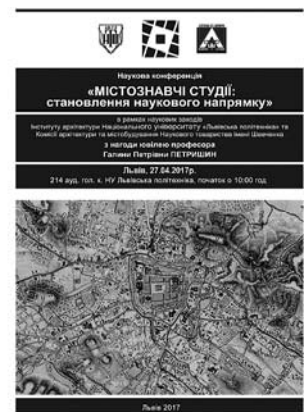 Наукова конференція
«МІСТОЗНАВЧІ СТУДІЇ:
становлення наукового напрямку»
в рамках наукових заходів
Інституту архітектури Національного університету «Львівська політехніка» та
Комісії архітектури та містобудування Наукового товариства імені Шевченка
з нагоди ювілею професора
Галини Петрівни ПЕТРИШИН
Львів, 27.04.2017р.
214 ауд. гол. к. НУ Львівська політехніка, початок о 10:00 год
Львів 2017